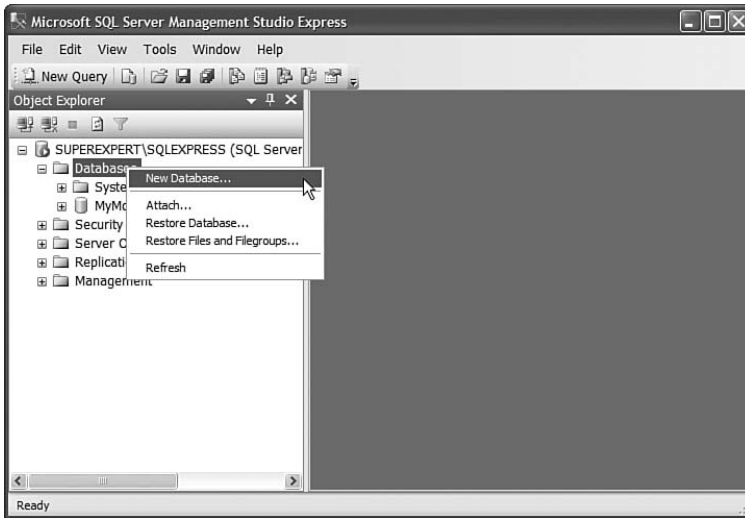 Microsoft SQL Server Management Studio Express
File Edit View Tools Window Help
New Query
Object Explorer
SUPEREXPERT\SQLEXPRESS (SQL Server
Databases
New Database...
Attach...
Restore Database...
Restore Files and Filegroups...
Refresh
Syste
MyMo
Security
Server O
Replicati
Management
Ready